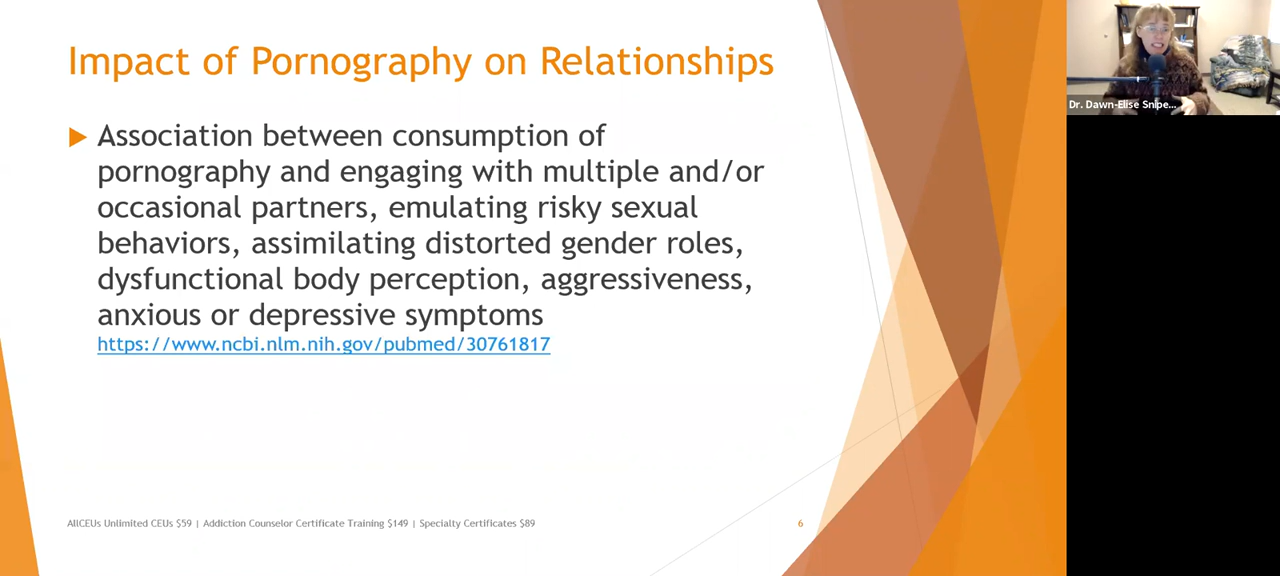 Impact of Pornography on Relationships
Association between consumption of
pornography and engaging with multiple and/or
occasional partners, emulating risky sexual
behaviors, assimilating distorted gender roles,
dysfunctional body perception, aggressiveness,
anxious or depressive symptoms
https://www.ncbi.nlm.nih.gov/pubmed/30761817
AllCEUs Unlimited CEUs $59 | Addiction Counselor Certificate Training $149 | Specialty Certificates $89
6
Dr. Dawn-Elise Snipe...